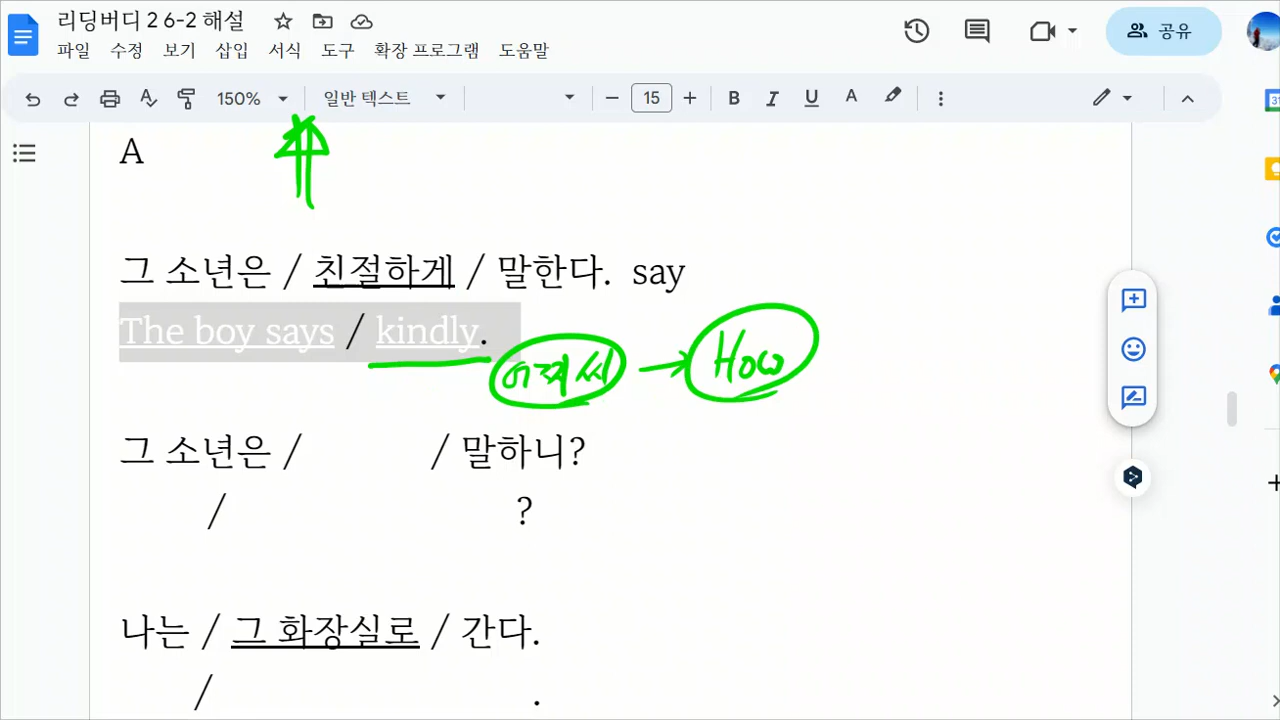 리딩버디 2 6-2 해설
파일 수정 보기 삽입 서식 도구 확장 프로그램 도움말
공유
150% 일반 텍스트 15 B I U A
A
그 소년은 / 친절하게 / 말한다. say
The boy says / kindly.
How
그 소년은 / / 말하니?
/ ?
나는 / 그 화장실로 / 간다.
/ .